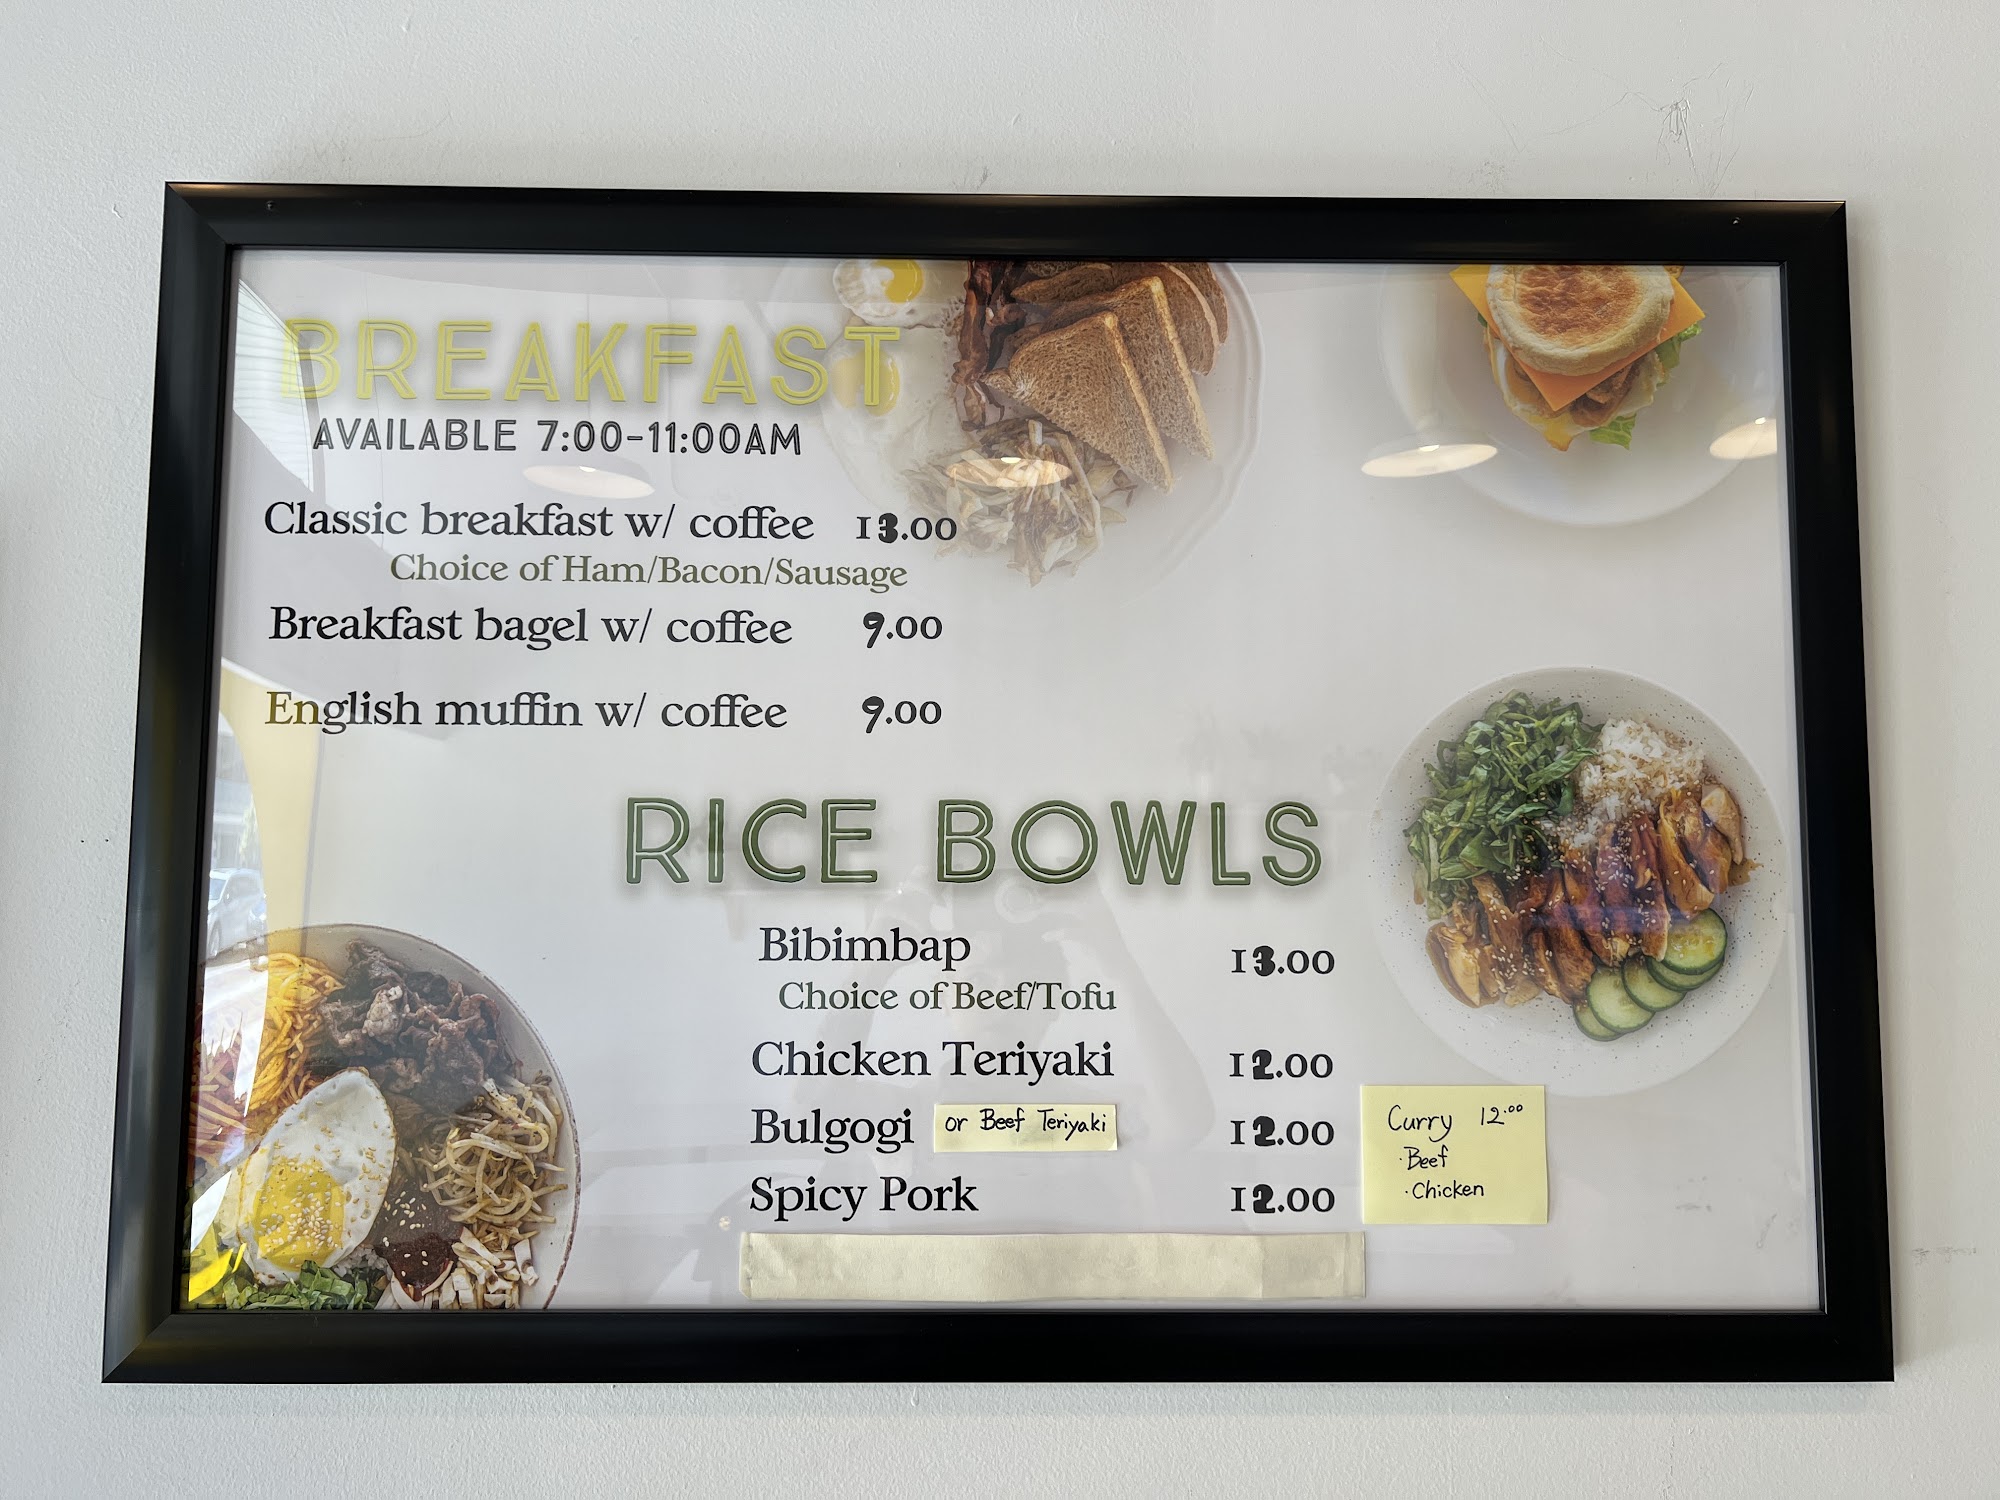 BREAKFAST
AVAILABLE 7:00-11:00AM
Classic breakfast w/ coffee 13.00
Choice of Ham/Bacon/Sausage
Breakfast bagel w/ coffee 9.00
English muffin w/ coffee 9.00
RICE BOWLS
Bibimbap 13.00
Choice of Beef/Tofu
Chicken Teriyaki 12.00
Bulgogi or Beef Teriyaki 12.00
Spicy Pork 12.00
Curry 12.00
· Beef
· Chicken